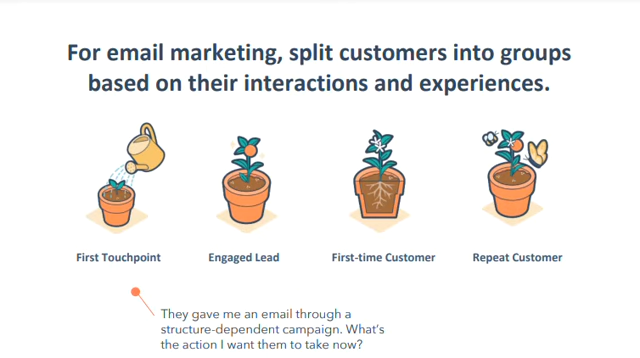 For email marketing, split customers into groups
based on their interactions and experiences.
First Touchpoint
Engaged Lead
First-time Customer
Repeat Customer
They gave me an email through a
structure-dependent campaign. What's
the action I want them to take now?